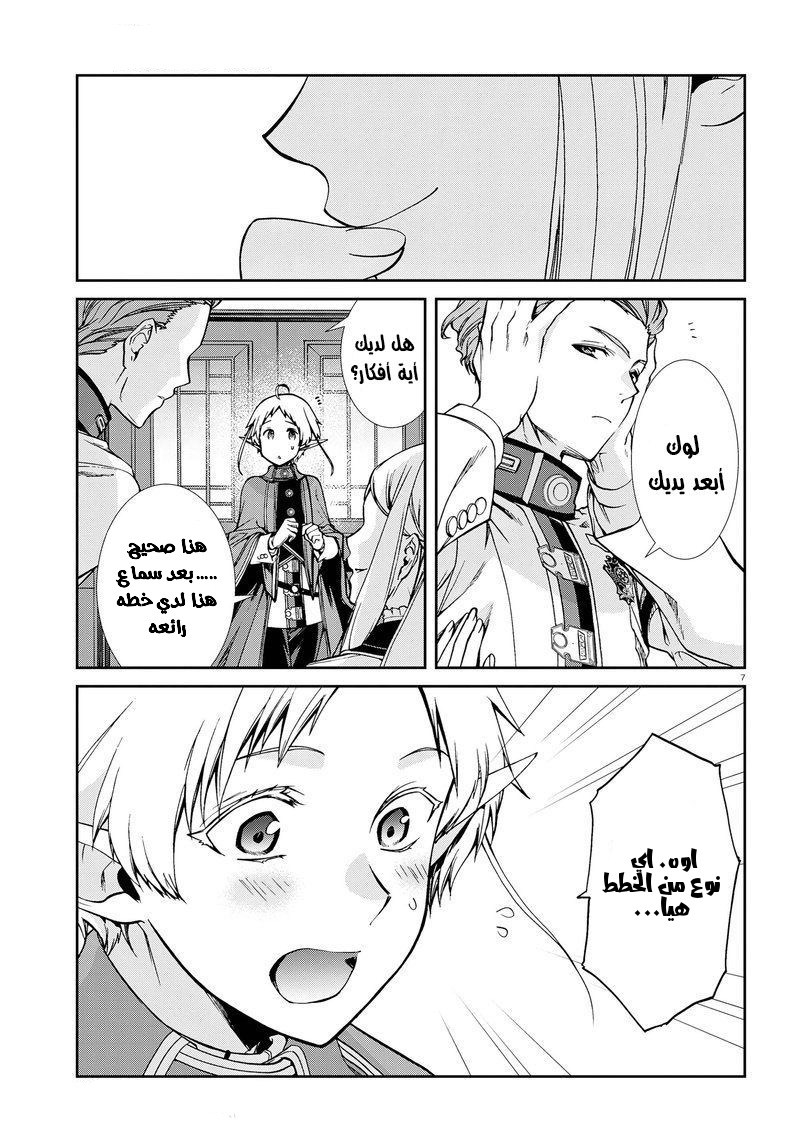 لوك
أبعد يديك
هل لديك
أية أفكار؟
هذا صحيح
..... بعد سماع
هذا لدي خطه
رائعه
7
اوه. اي
نوع من الخطط
هيا...